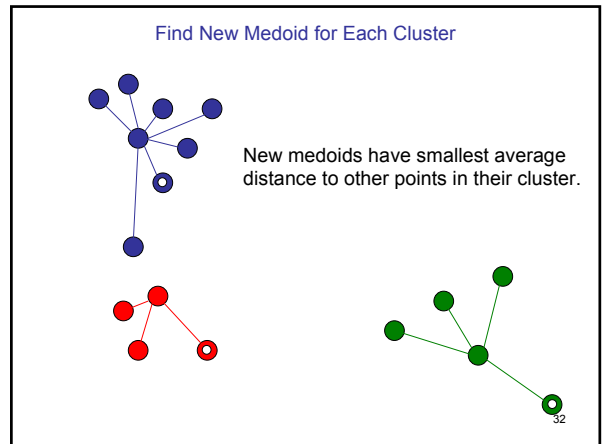 Find New Medoid for Each Cluster
New medoids have smallest average
distance to other points in their cluster.
32